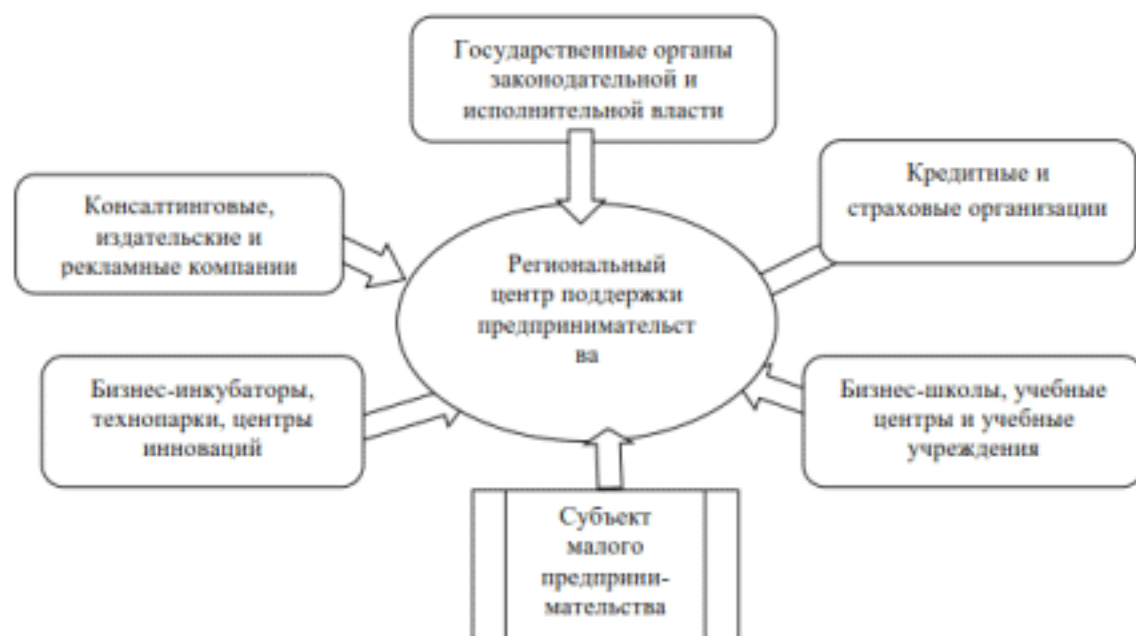 Государственные органы
законодательной и
исполнительной власти
Кредитные и
страховые организации
Консалтинговые,
издательские и
рекламные компании
Региональный
центр поддержки
предпринимательст
ва
Бизнес-инкубаторы,
технопарки, центры
инноваций
Бизнес-школы, учебные
центры и учебные
учреждения
Субъект
малого
предприни-
мательства